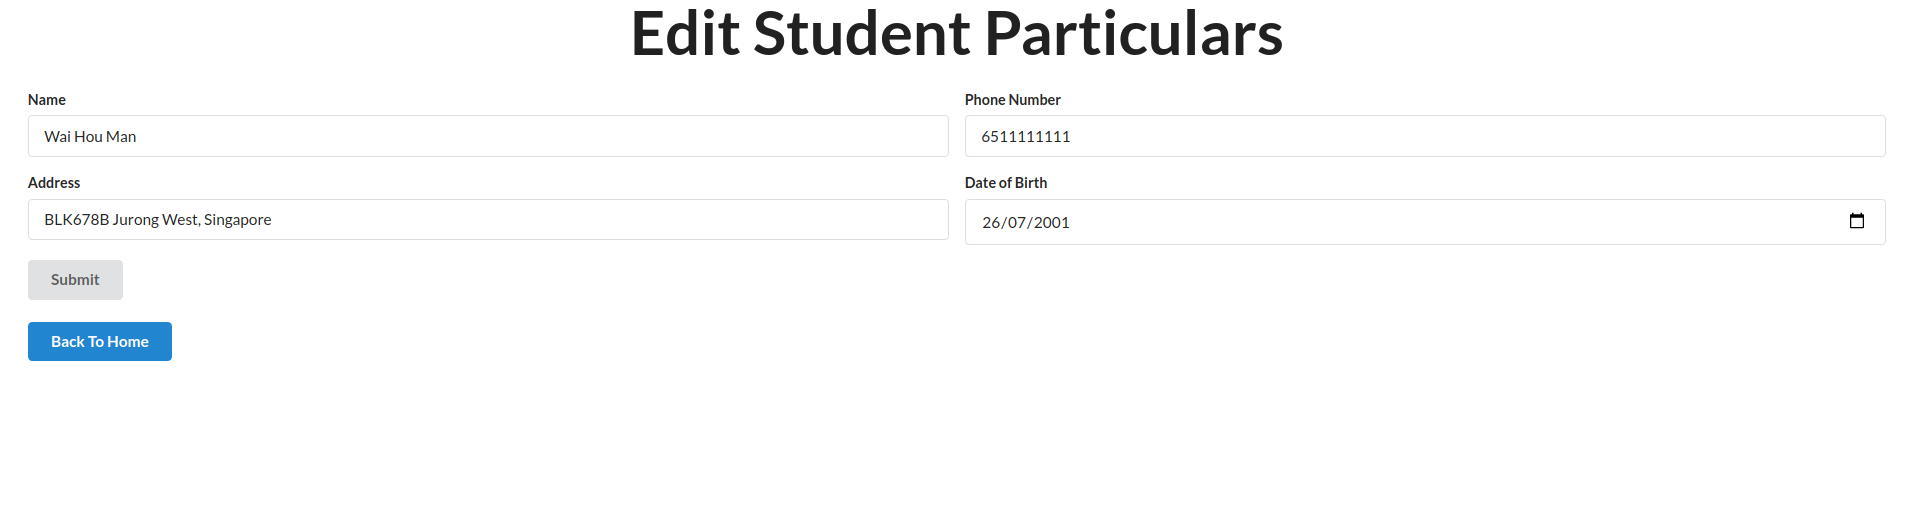 Edit Student Particulars
Name
Phone Number
Wai Hou Man
6511111111
Address
Date of Birth
BLK678B Jurong West, Singapore
26/07/2001
Submit
Back To Home